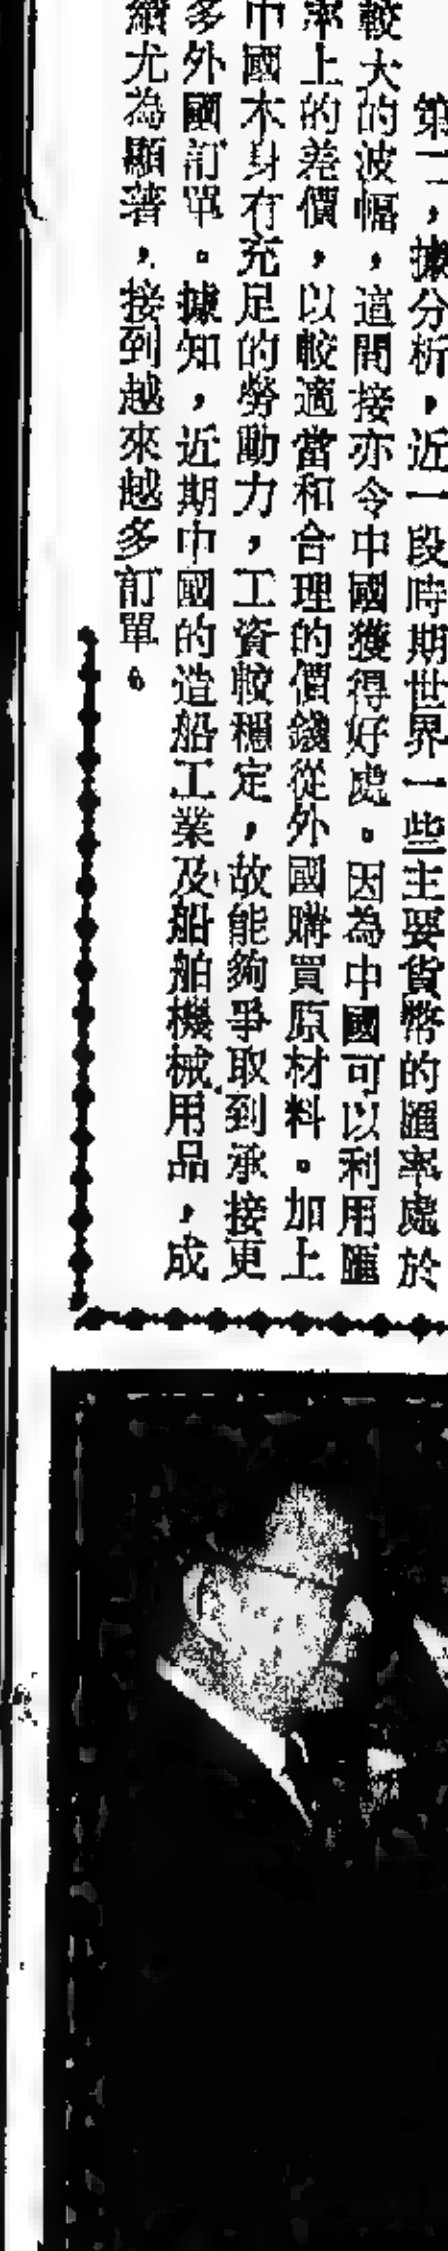 第二，據分析，近一段時期世界一些主要貨幣的匯率處於
較大的波幅，這間接亦令中國獲得好處。因為中國可以利用匯
率上的差價，以較適當和合理的價錢從外國購買原材料。加上
中國本身有充足的勞動力，工資較穩定，故能夠爭取到承接更
多外國訂單。據知，近期中國的造船工業及船舶機械用品，成
績尤為顯著，接到越來越多訂單。